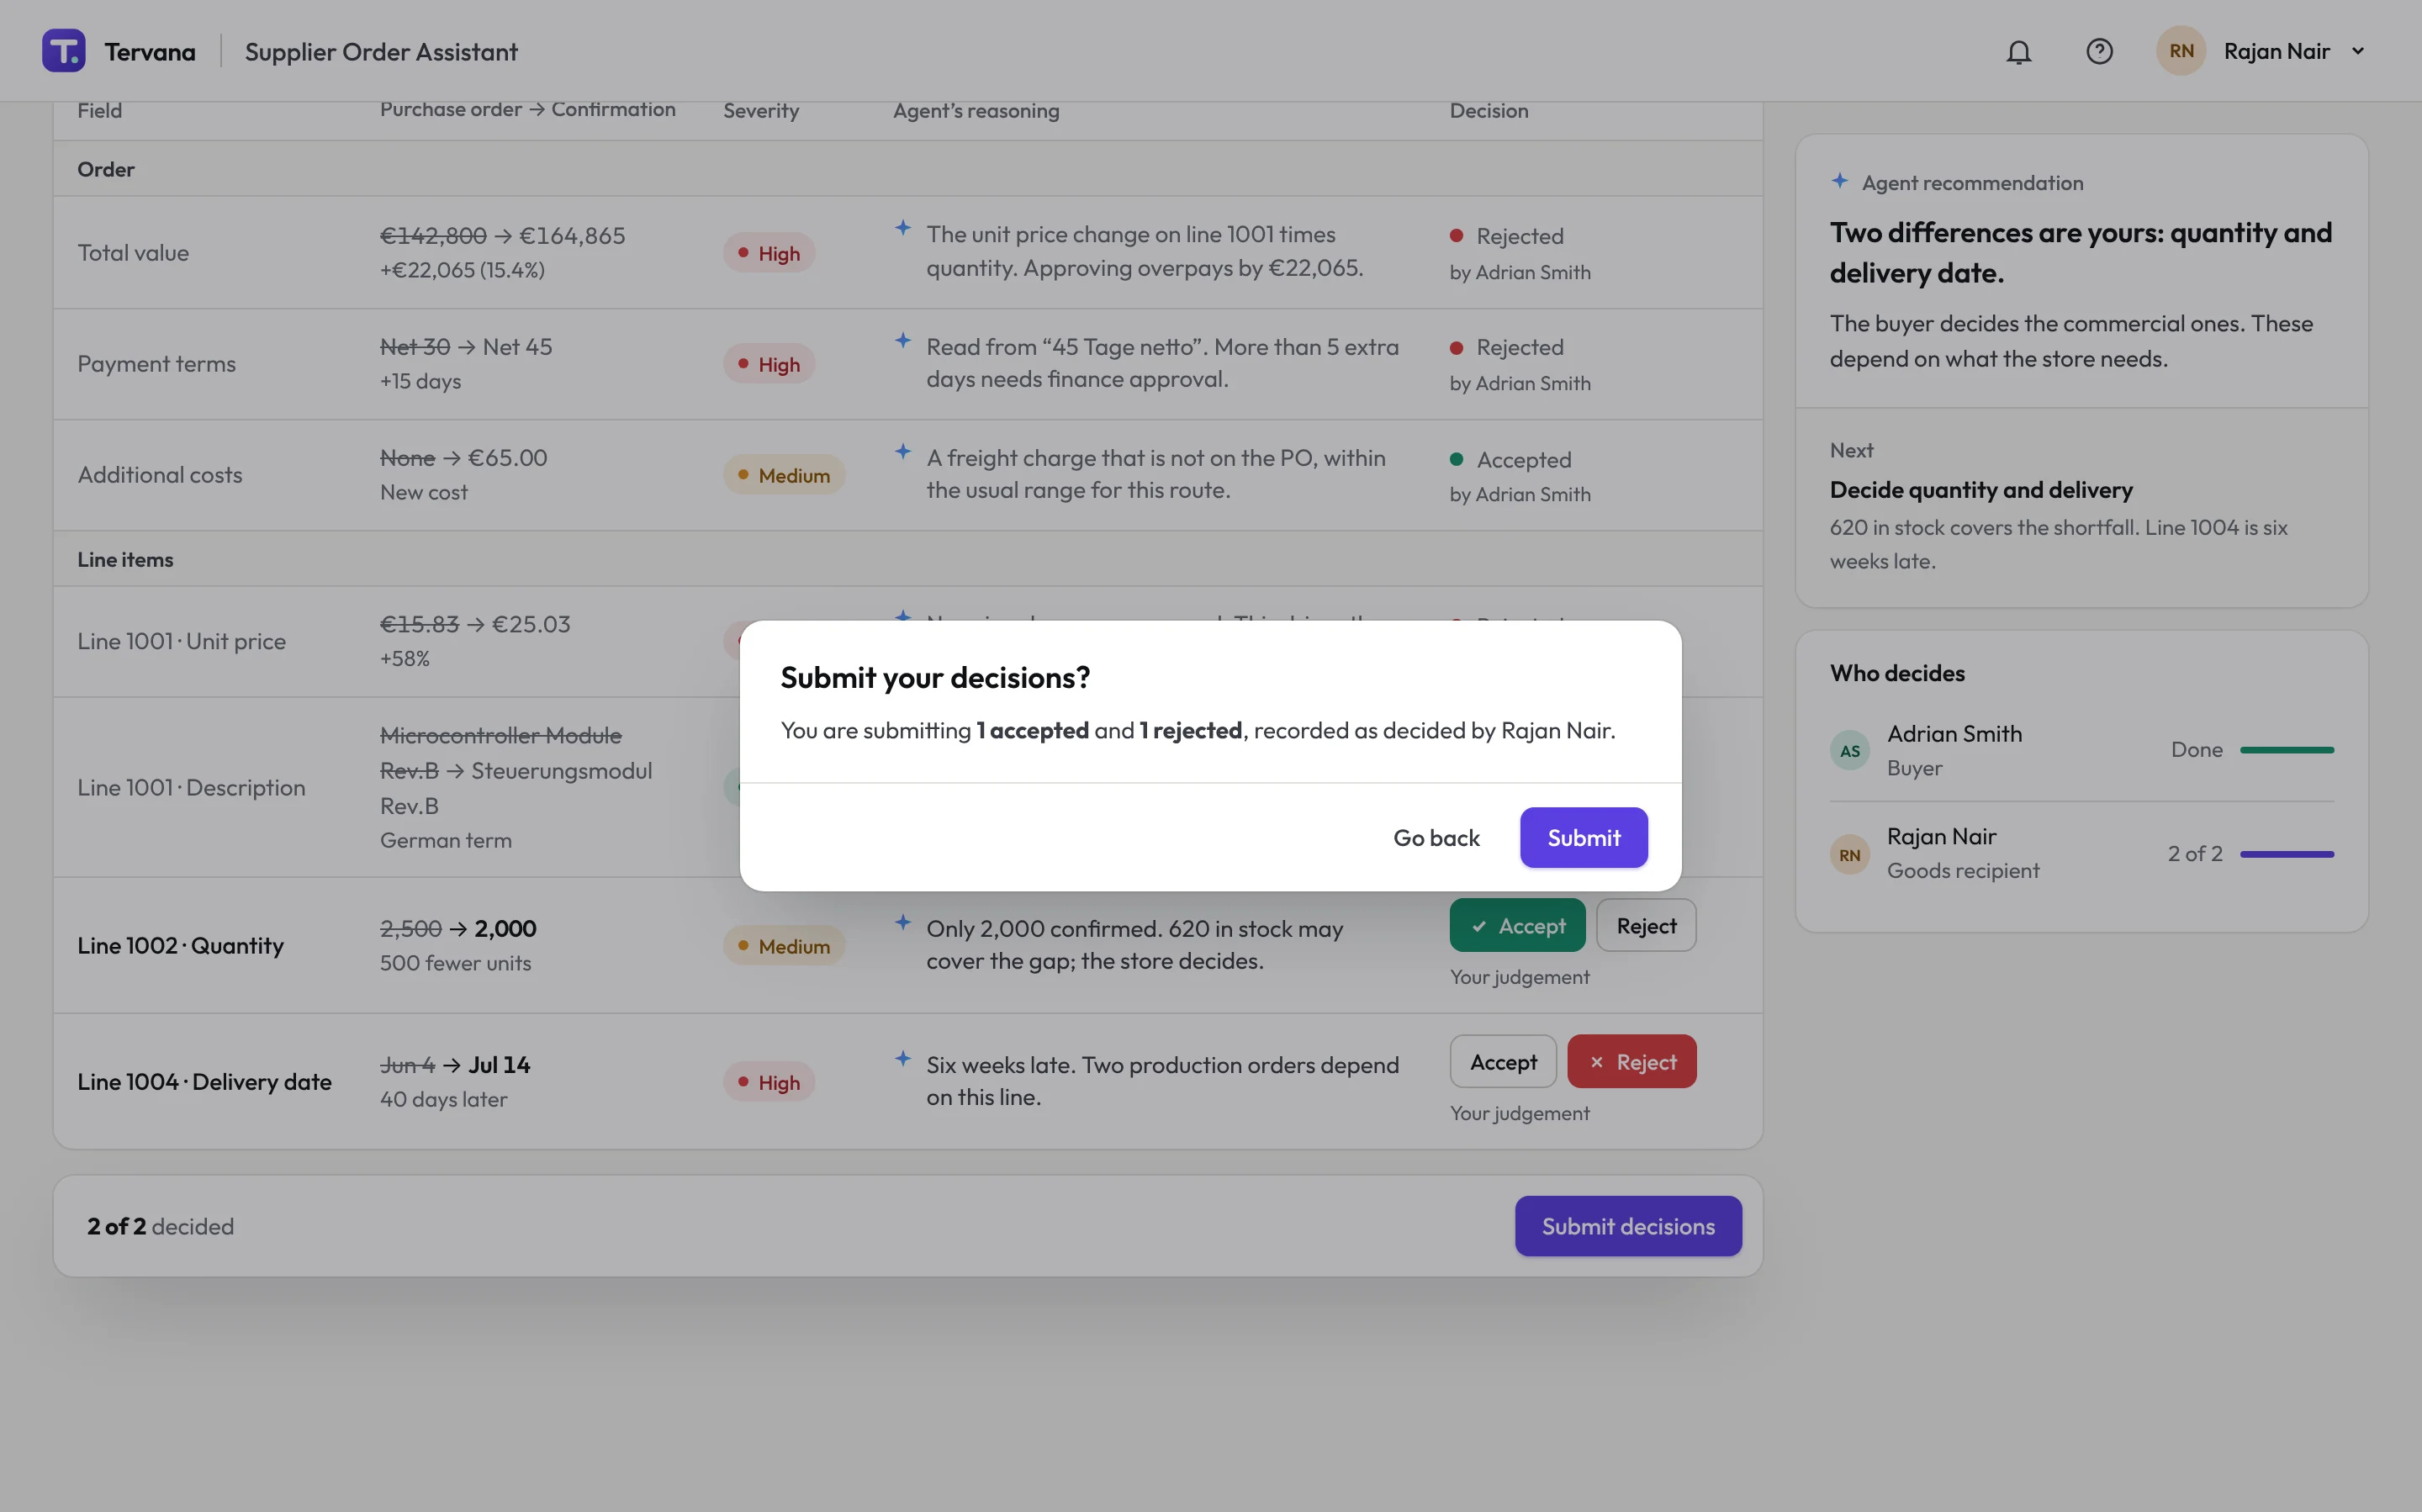 T.
Tervana
Supplier Order Assistant
RN
Rajan Nair
Field
Purchase order → Confirmation
Severity
Agent’s reasoning
Decision
Order
Total value
€142,800 → €164,865
+€22,065 (15.4%)
High
The unit price change on line 1001 times
quantity. Approving overpays by €22,065.
Rejected
by Adrian Smith
Payment terms
Net 30 → Net 45
+15 days
High
Read from “45 Tage netto”. More than 5 extra
days needs finance approval.
Rejected
by Adrian Smith
Additional costs
None → €65.00
New cost
Medium
A freight charge that is not on the PO, within
the usual range for this route.
Accepted
by Adrian Smith
Line items
Line 1001 · Unit price
€15.83 → €25.03
+58%
Line 1001 · Description
Microcontroller Module
Rev.B → Steuerungsmodul
Rev.B
German term
Line 1002 · Quantity
2,500 → 2,000
500 fewer units
Medium
Only 2,000 confirmed. 620 in stock may
cover the gap; the store decides.
Accept
Reject
Your judgement
Line 1004 · Delivery date
Jun 4 → Jul 14
40 days later
High
Six weeks late. Two production orders depend
on this line.
Accept
Reject
Your judgement
2 of 2 decided
Submit decisions
Submit your decisions?
You are submitting 1 accepted and 1 rejected, recorded as decided by Rajan Nair.
Go back
Submit
Agent recommendation
Two differences are yours: quantity and
delivery date.
The buyer decides the commercial ones. These
depend on what the store needs.
Next
Decide quantity and delivery
620 in stock covers the shortfall. Line 1004 is six
weeks late.
Who decides
AS
Adrian Smith
Buyer
Done
RN
Rajan Nair
Goods recipient
2 of 2